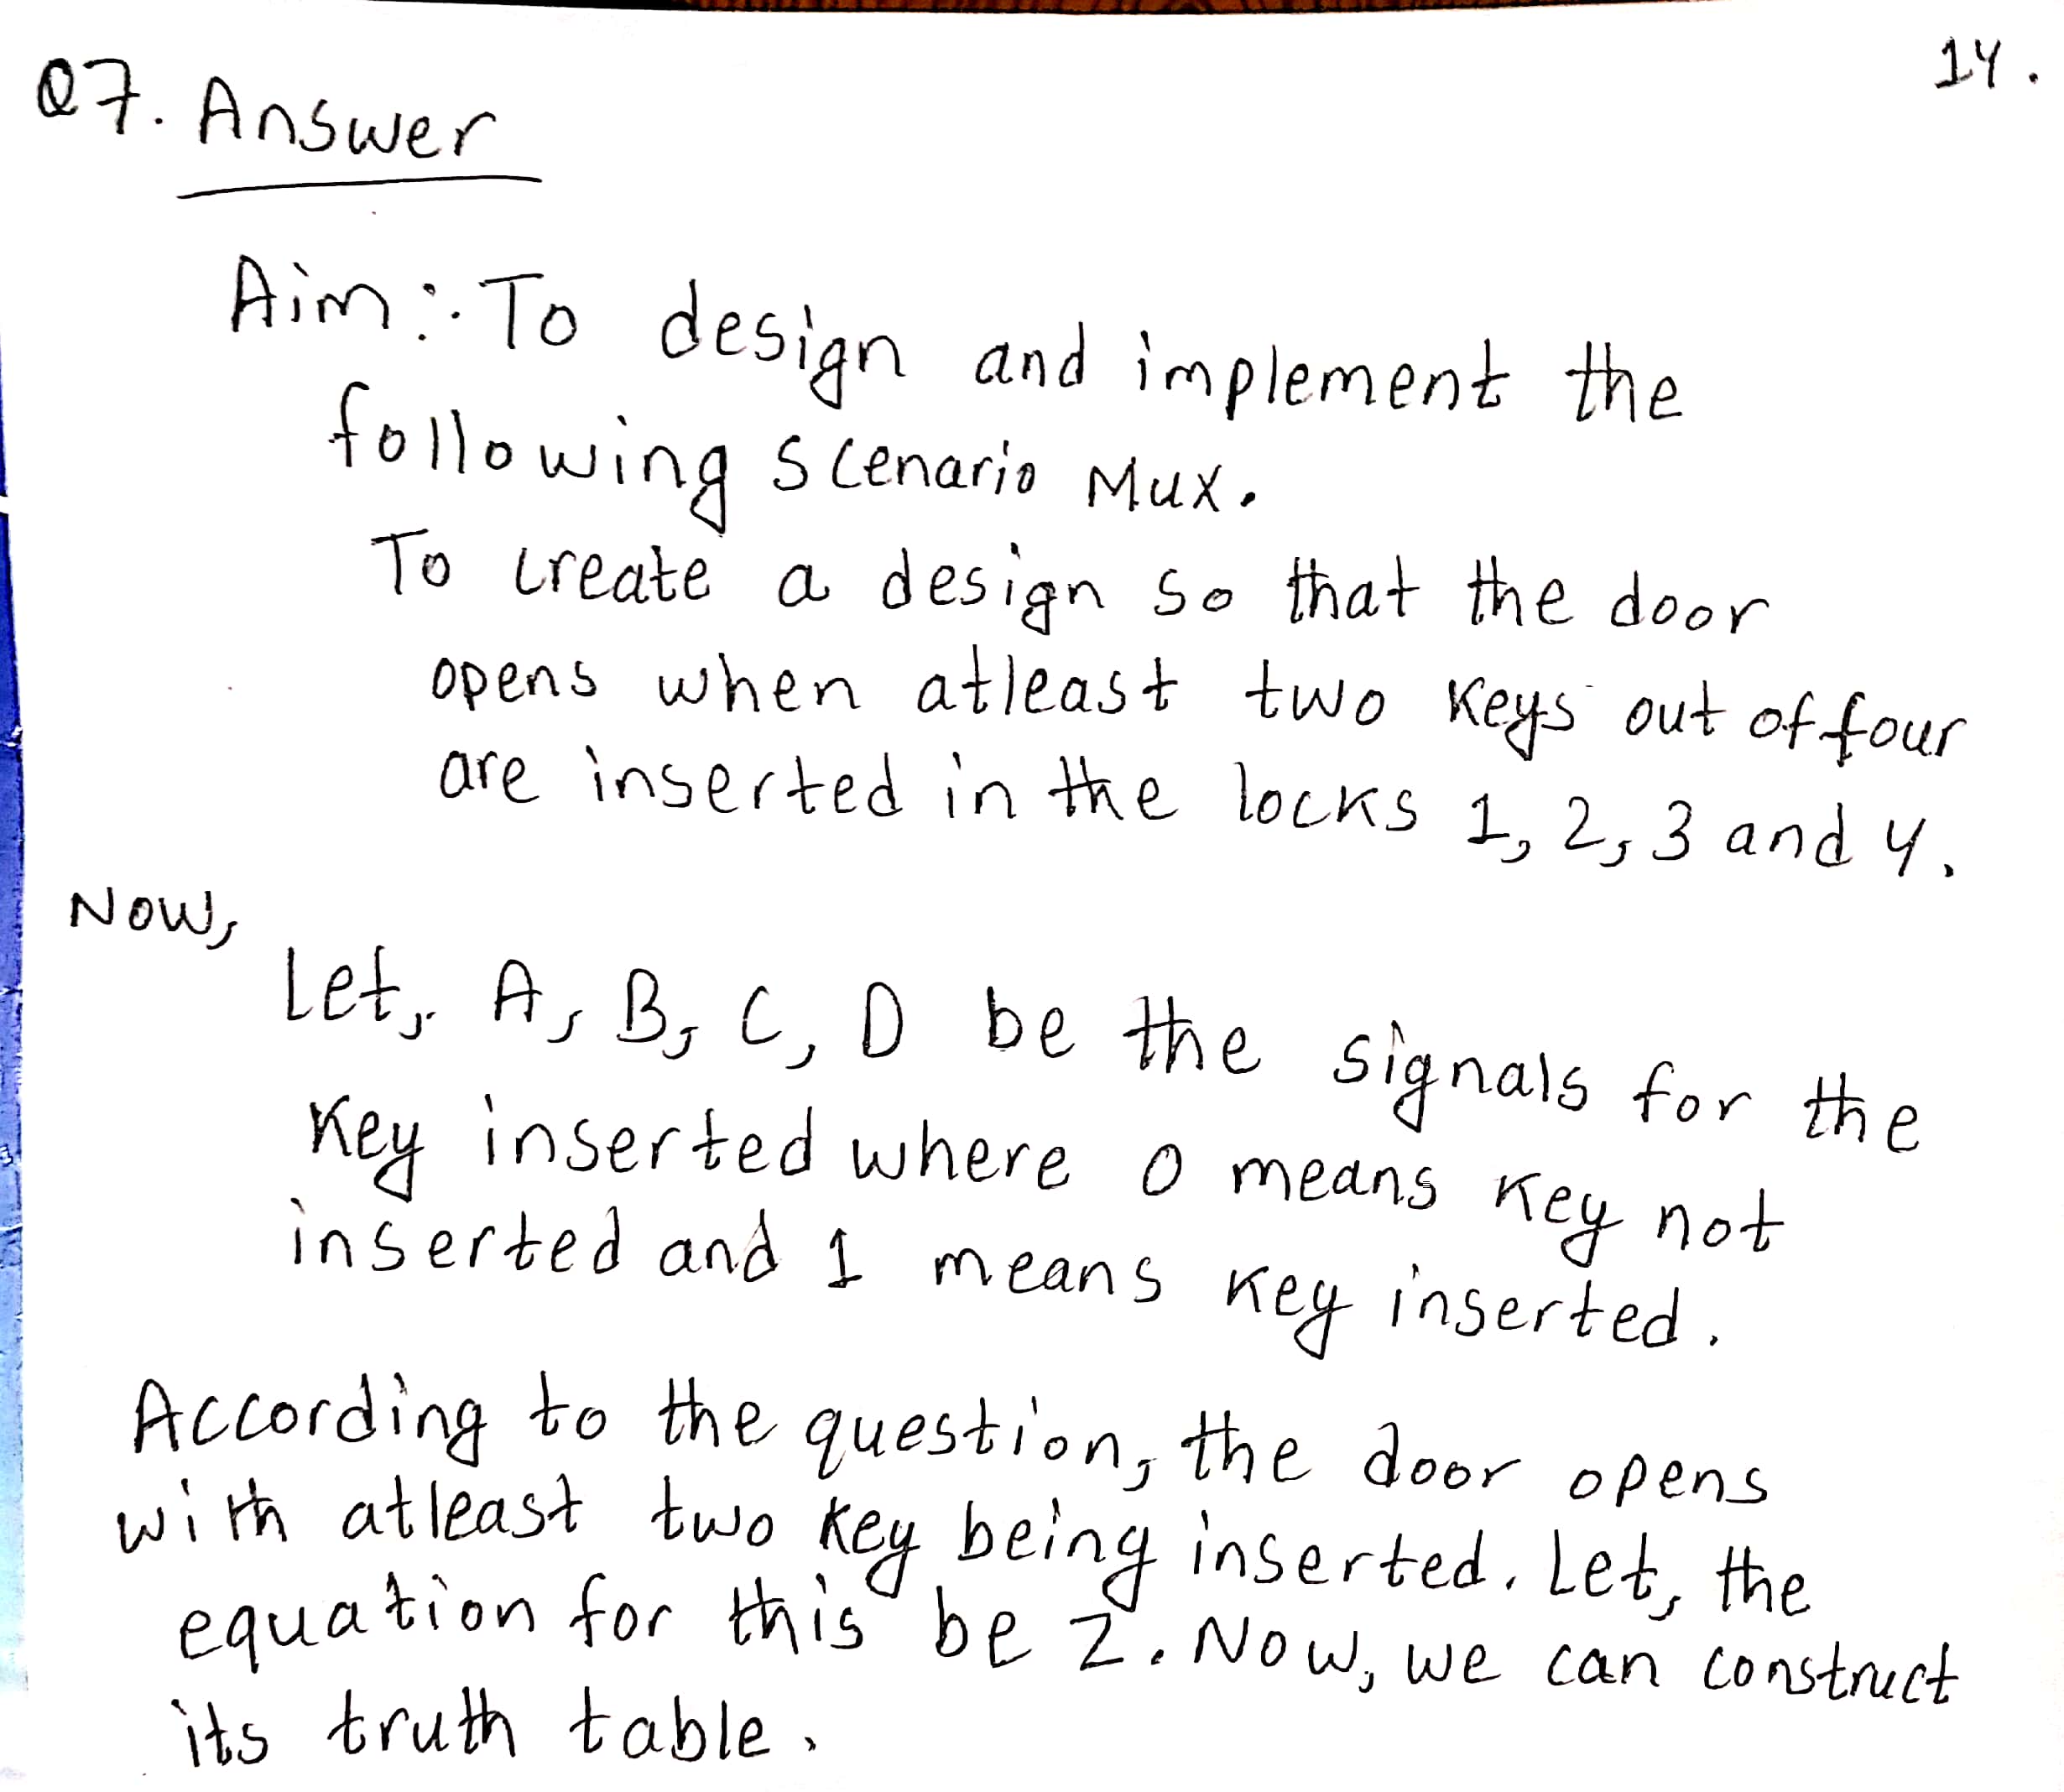 14.
Q7. Answer
Aim:. To design and implement the
following scenario Mux.
To create a design so that the door
opens when atleast two keys out of four
are inserted in the locks 1, 2, 3 and 4.
Now,
Let, A, B, C, D be the signals for the
key inserted where 0 means key not
inserted and 1 means key inserted.
According to the question, the door opens
with atleast two key being inserted. Let, the
equation for this be Z. Now, we can construct
its truth table.